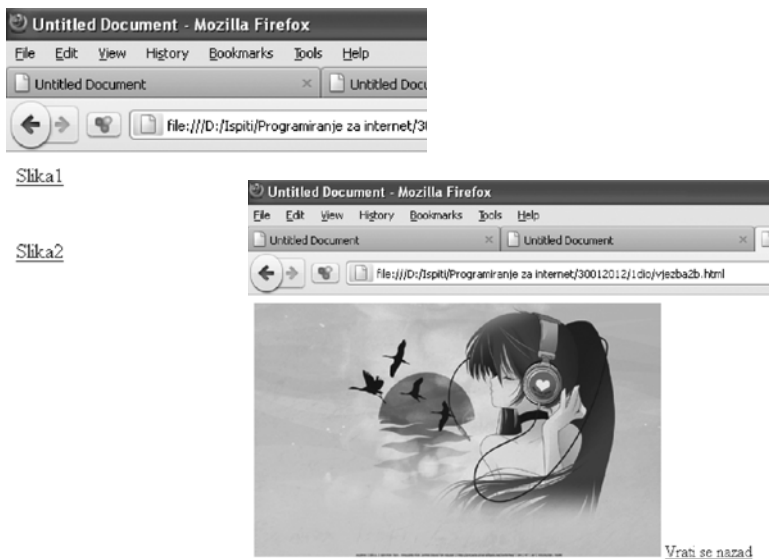 Untitled Document - Mozilla Firefox
File Edit View History Bookmarks Tools Help
Untitled Document Untitled Docu
file:///D:/Ispiti/Programiranje za internet/3
Slika1
Slika2
Untitled Document - Mozilla Firefox
File Edit View History Bookmarks Tools Help
Untitled Document Untitled Document
file:///D:/Ispiti/Programiranje za internet/30012012/1dio/vjezba2b.html
Vrati se nazad